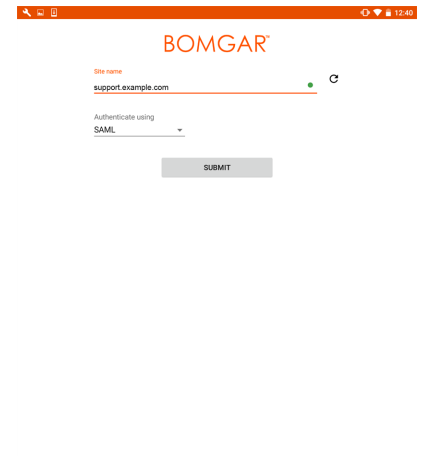 12:40
BOMGAR™
Site name
support.example.com
Authenticate using
SAML
SUBMIT